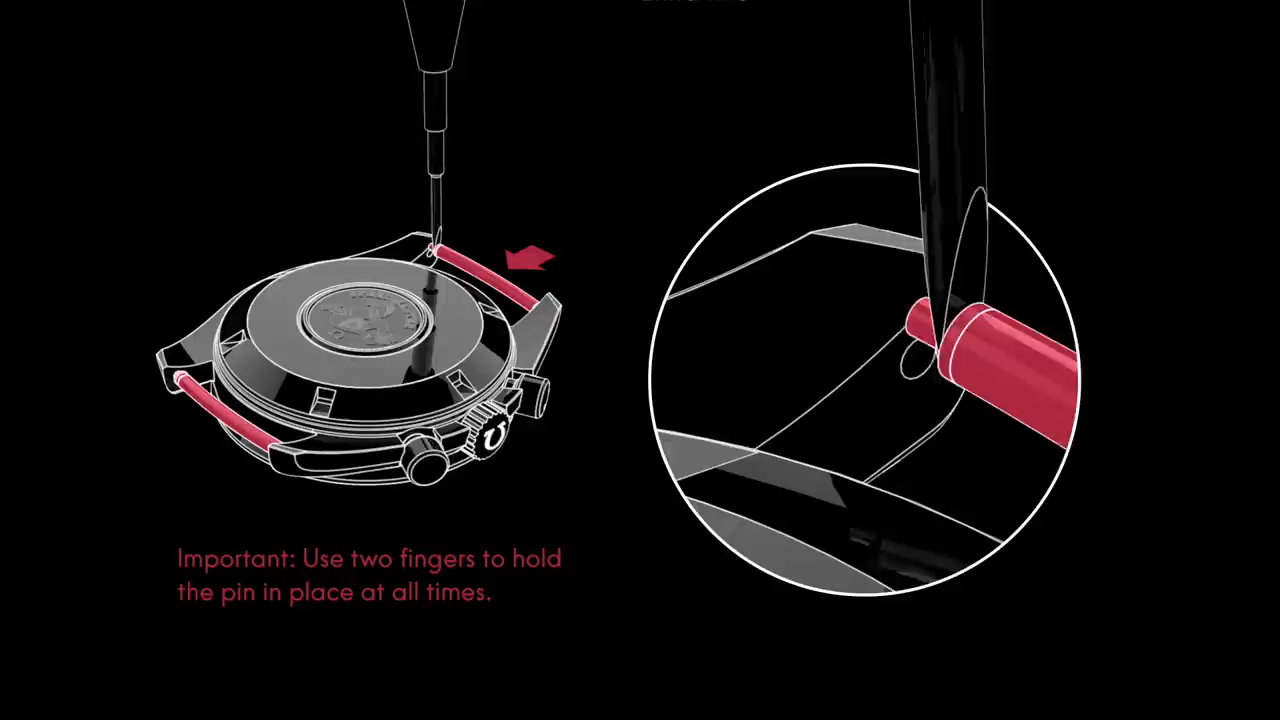 Important: Use two fingers to hold
the pin in place at all times.